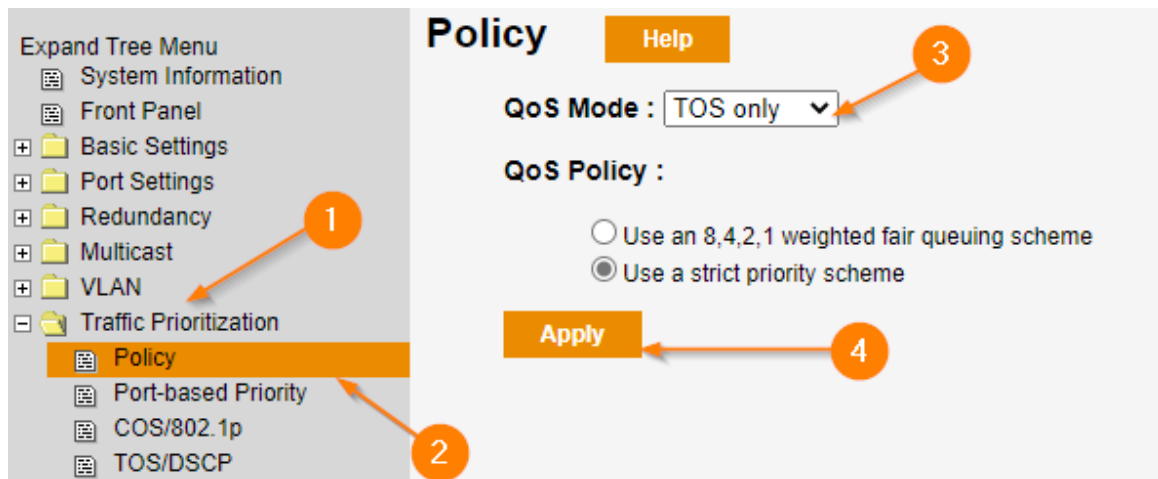 Expand Tree Menu
System Information
Front Panel
Basic Settings
Port Settings
Redundancy
Multicast
VLAN
Traffic Prioritization
Policy
Port-based Priority
COS/802.1p
TOS/DSCP
1
2
Policy
Help
3
QoS Mode : TOS only
QoS Policy :
Use an 8,4,2,1 weighted fair queuing scheme
Use a strict priority scheme
Apply
4